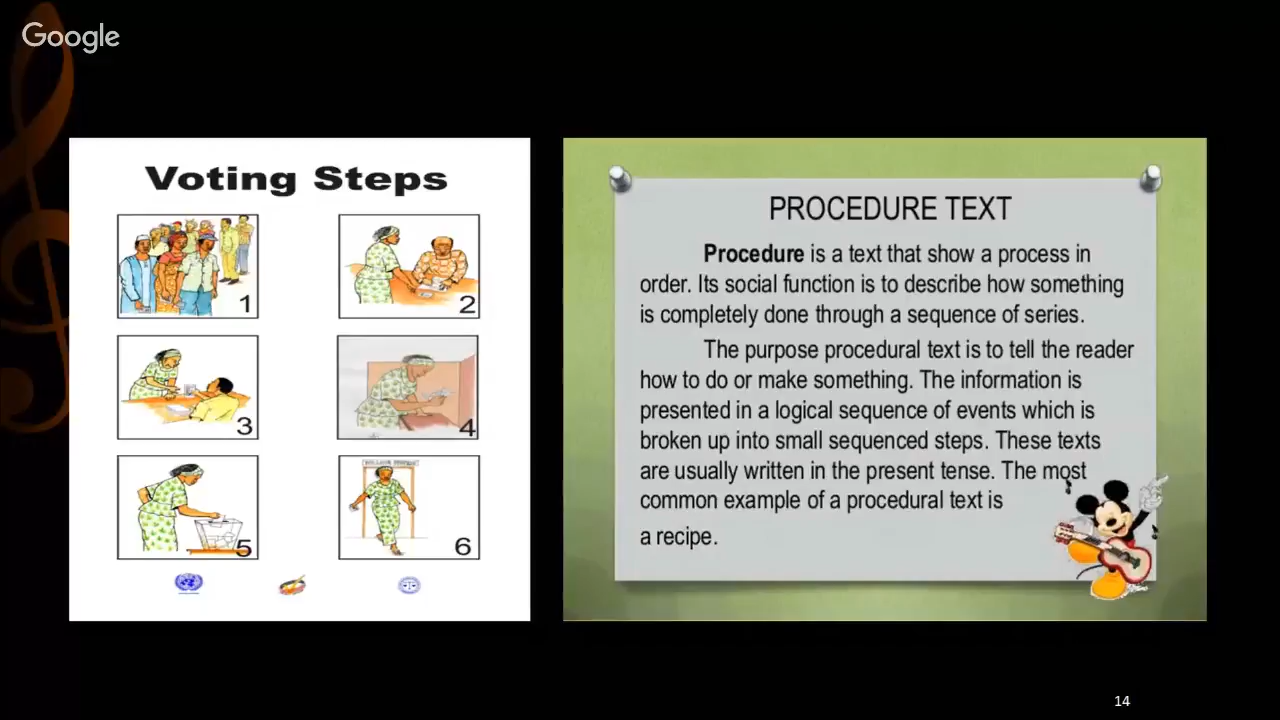 Google
Voting Steps
1
2
3
4
5
6
PROCEDURE TEXT
Procedure is a text that show a process in
order. Its social function is to describe how something
is completely done through a sequence of series.
The purpose procedural text is to tell the reader
how to do or make something. The information is
presented in a logical sequence of events which is
broken up into small sequenced steps. These texts
are usually written in the present tense. The most
common example of a procedural text is
a recipe.
14